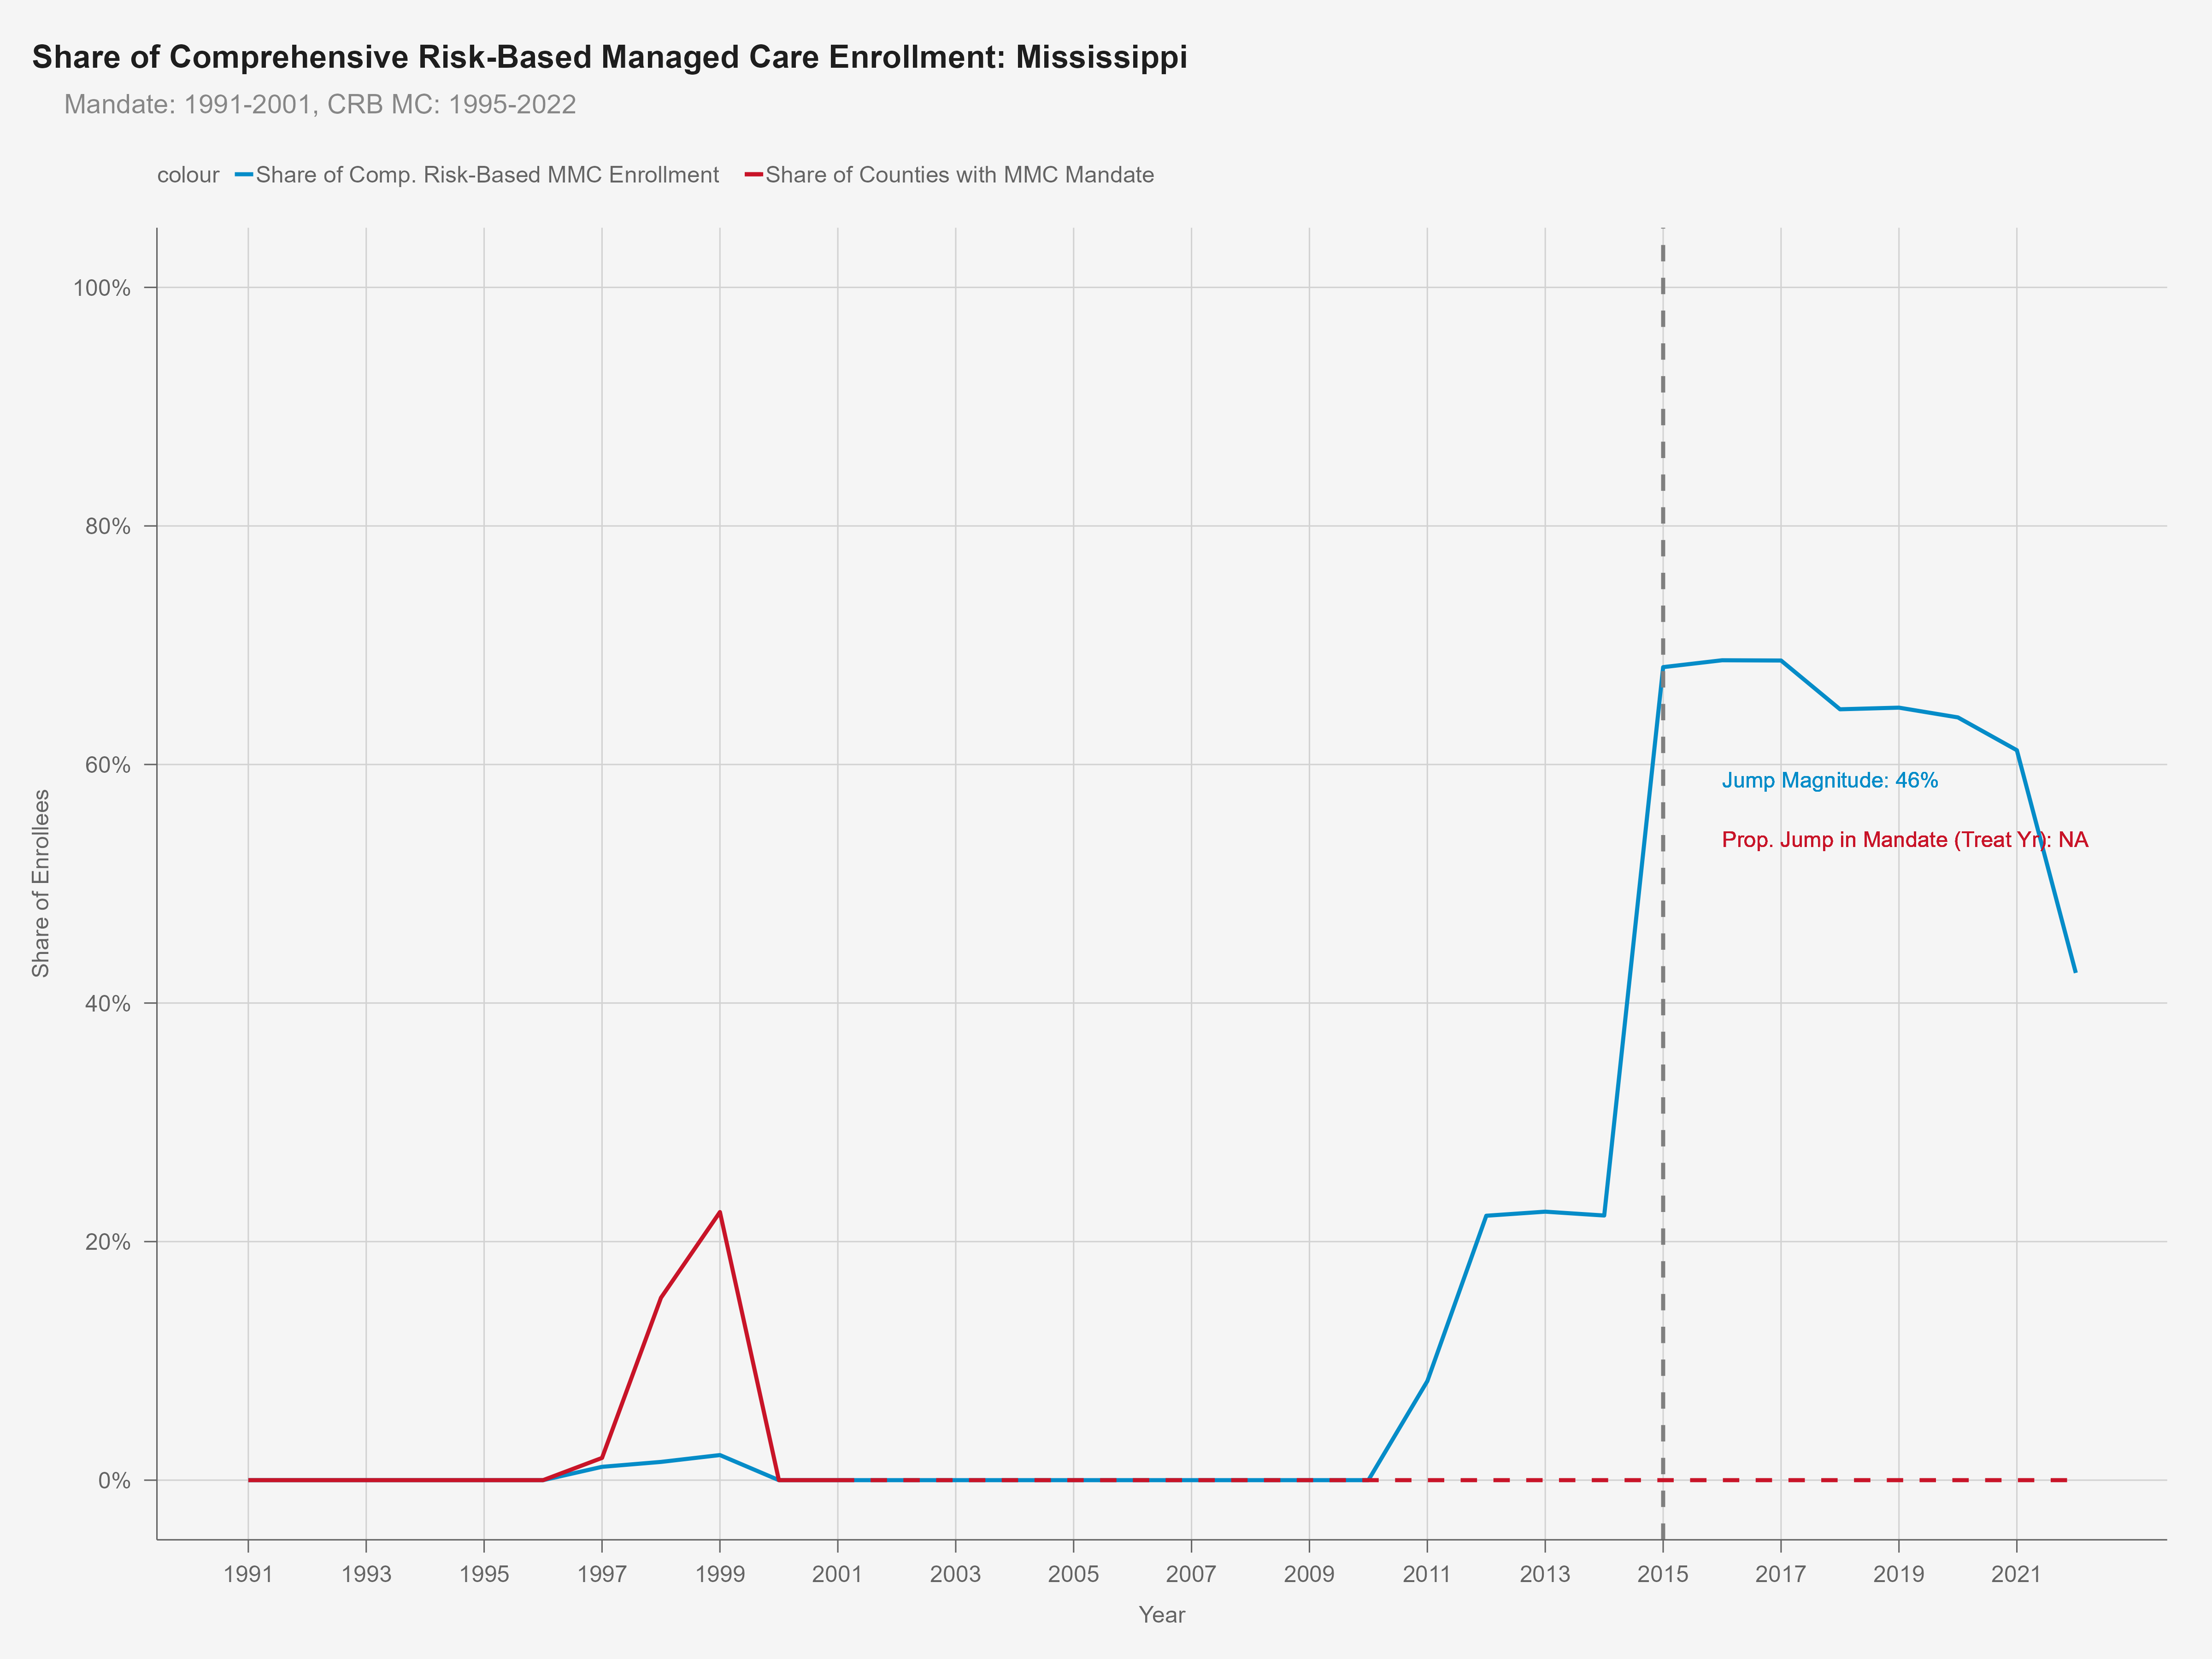 Share of Comprehensive Risk-Based Managed Care Enrollment: Mississippi
Mandate: 1991-2001, CRB MC: 1995-2022
colour Share of Comp. Risk-Based MMC Enrollment Share of Counties with MMC Mandate
100%
80%
60%
40%
20%
0%
Share of Enrollees
Jump Magnitude: 46%
Prop. Jump in Mandate (Treat Yr): NA
1991 1993 1995 1997 1999 2001 2003 2005 2007 2009 2011 2013 2015 2017 2019 2021
Year